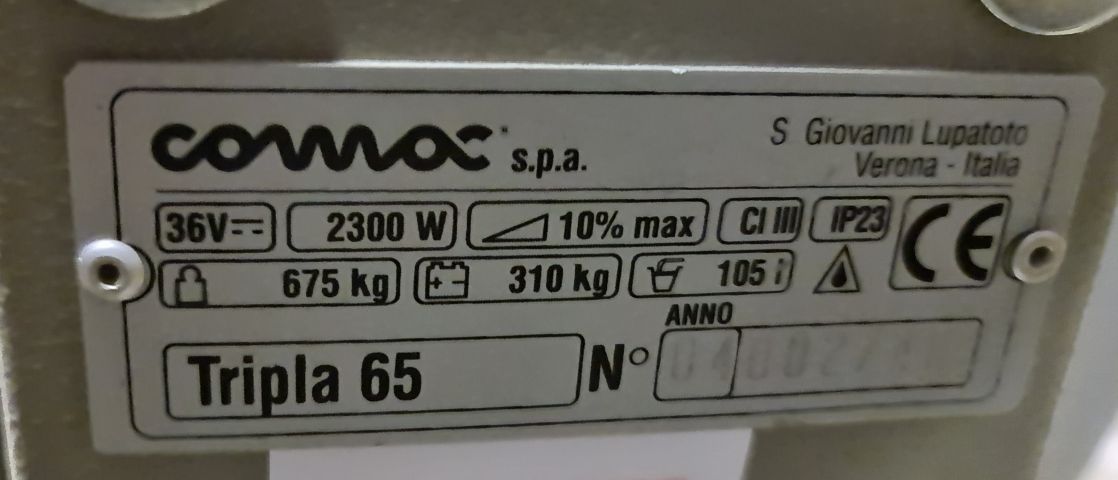 comac s.p.a.
S Giovanni Lupatoto
Verona - Italia
36V 2300 W 10% max Cl III IP23 CE
675 kg 310 kg 105 l
ANNO
Tripla 65 N°